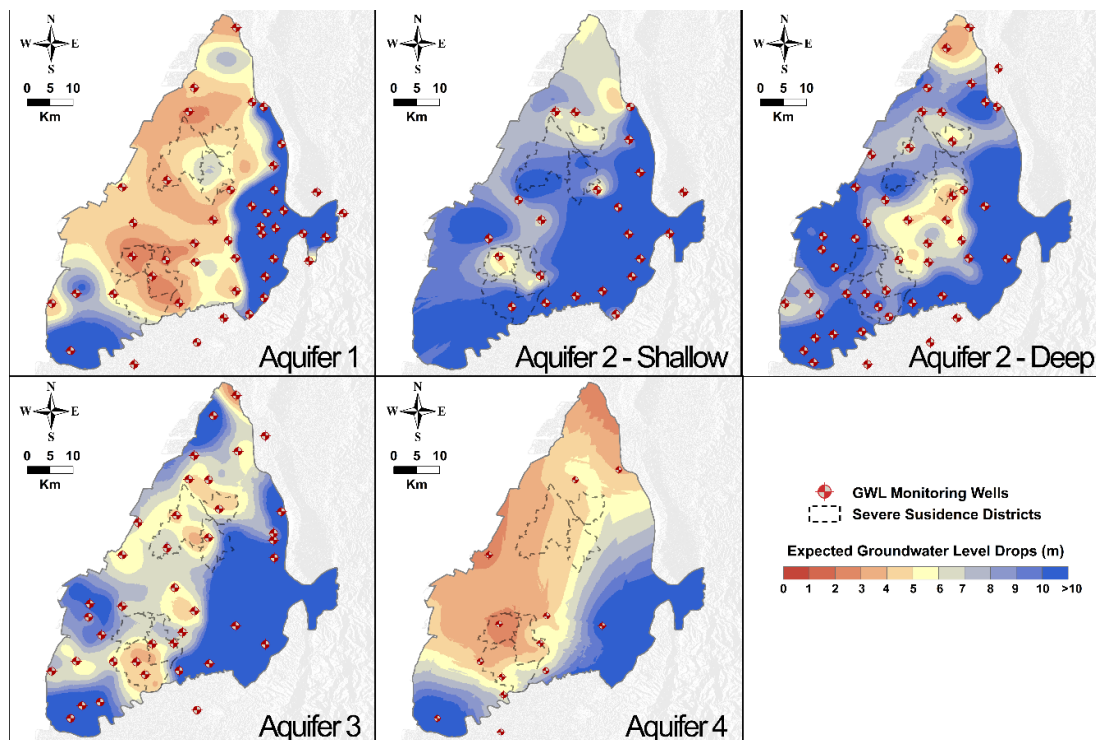 N
W E
S
0 5 10
Km
Aquifer 1
N
W E
S
0 5 10
Km
Aquifer 2 - Shallow
N
W E
S
0 5 10
Km
Aquifer 2 - Deep
N
W E
S
0 5 10
Km
Aquifer 3
N
W E
S
0 5 10
Km
Aquifer 4
GWL Monitoring Wells
Severe Susidence Districts
Expected Groundwater Level Drops (m)
0 1 2 3 4 5 6 7 8 9 10 >10